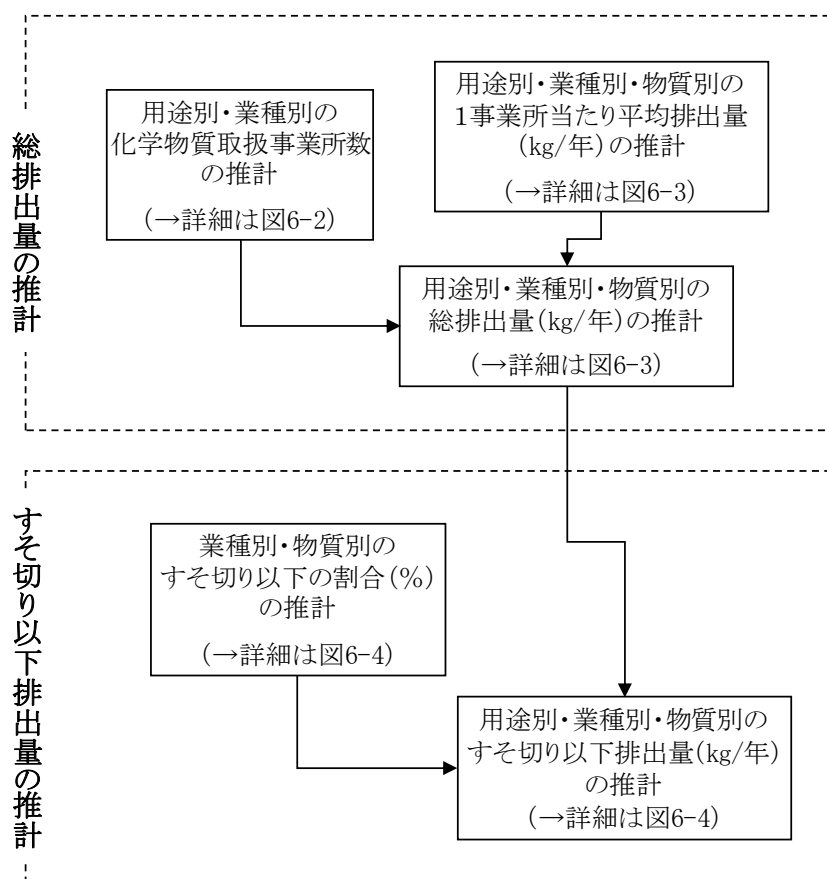 総排出量の推計
用途別・業種別の
化学物質取扱事業所数
の推計
(→詳細は図6-2)
用途別・業種別・物質別の
1事業所当たり平均排出量
(kg/年)の推計
(→詳細は図6-3)
用途別・業種別・物質別の
総排出量(kg/年)の推計
(→詳細は図6-3)
すそ切り以下排出量の推計
業種別・物質別の
すそ切り以下の割合(%)
の推計
(→詳細は図6-4)
用途別・業種別・物質別の
すそ切り以下排出量(kg/年)
の推計
(→詳細は図6-4)